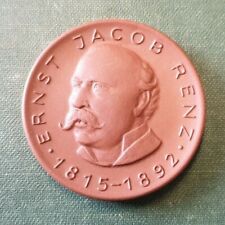 ERNST JACOB RENZ
· 1815-1892 ·